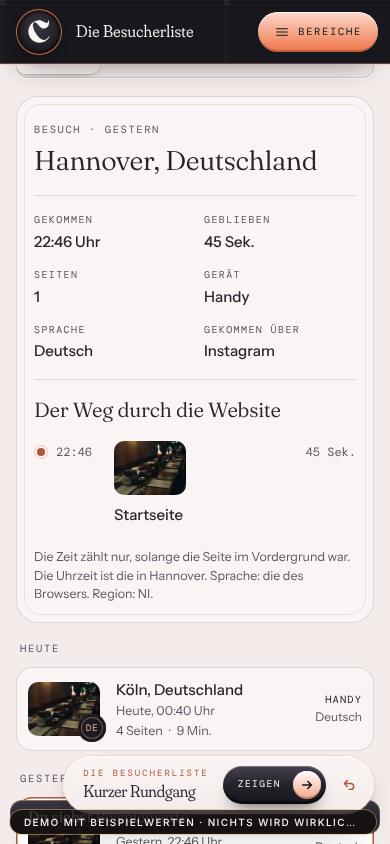 Die Besucherliste
BEREICHE
BESUCH · GESTERN
Hannover, Deutschland
GEKOMMEN
GEBLIEBEN
22:46 Uhr
45 Sek.
SEITEN
GERÄT
1
Handy
SPRACHE
GEKOMMEN ÜBER
Deutsch
Instagram
Der Weg durch die Website
22:46
45 Sek.
Startseite
Die Zeit zählt nur, solange die Seite im Vordergrund war.
Die Uhrzeit ist die in Hannover. Sprache: die des
Browsers. Region: NI.
HEUTE
Köln, Deutschland
HANDY
Heute, 00:40 Uhr
Deutsch
DE
4 Seiten · 9 Min.
DIE BESUCHERLISTE
Kurzer Rundgang
ZEIGEN
DEMO MIT BEISPIELWERTEN · NICHTS WIRD WIRKLIC…
Gestern, 22:46 Uhr